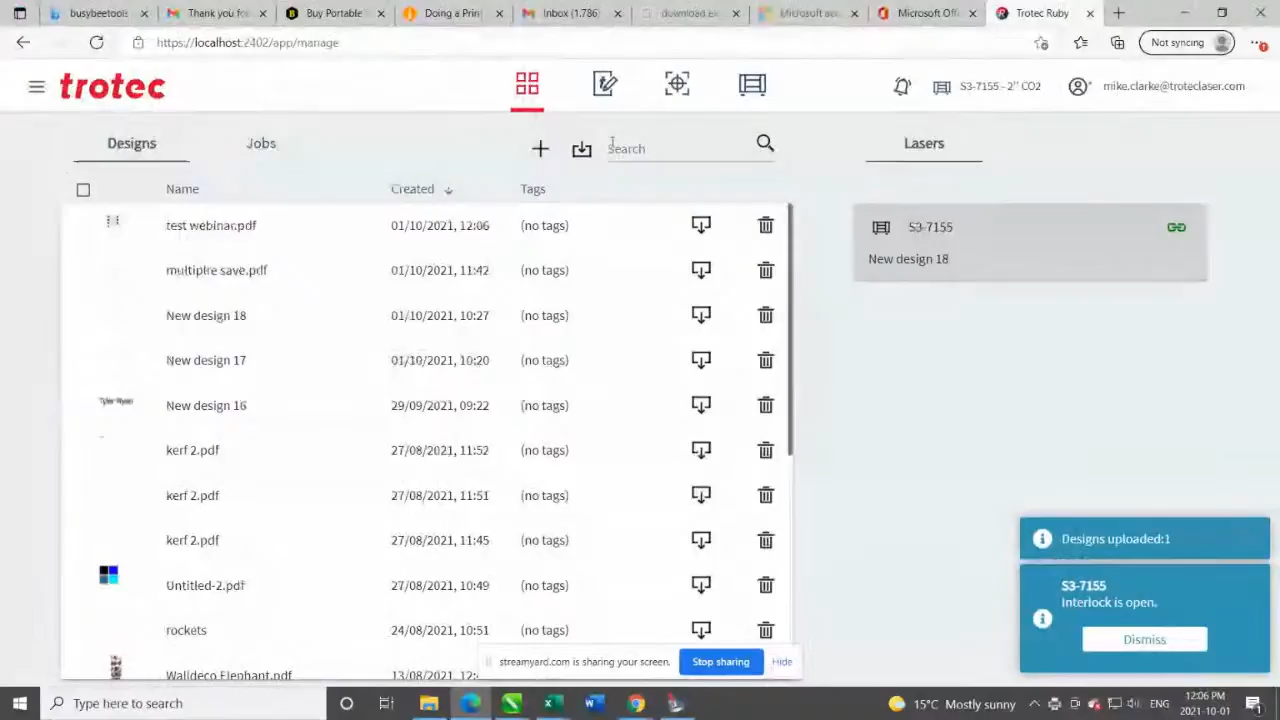 busybeetools
Thank you fo
Buy Portable
Doing a Prin
Inbox (1,786)
download.Ex
Microsoft acc
Microsoft Off
Trotec Ruby
https://localhost:2402/app/manage
Not syncing
trotec
S3-7155 - 2'' CO2
mike.clarke@troteclaser.com
Designs
Jobs
Search
Lasers
Name
Created
Tags
test webinar.pdf
01/10/2021, 12:06
(no tags)
S3-7155
New design 18
multiplre save.pdf
01/10/2021, 11:42
(no tags)
New design 18
01/10/2021, 10:27
(no tags)
New design 17
01/10/2021, 10:20
(no tags)
Tyler Ryan
New design 16
29/09/2021, 09:22
(no tags)
kerf 2.pdf
27/08/2021, 11:52
(no tags)
kerf 2.pdf
27/08/2021, 11:51
(no tags)
kerf 2.pdf
27/08/2021, 11:45
(no tags)
Untitled-2.pdf
27/08/2021, 10:49
(no tags)
rockets
24/08/2021, 10:51
(no tags)
Walldeco Elephant.pdf
13/08/2021, 12:
Designs uploaded:1
S3-7155
Interlock is open.
Dismiss
streamyard.com is sharing your screen.
Stop sharing
Hide
Type here to search
15°C Mostly sunny
ENG
12:06 PM
2021-10-01